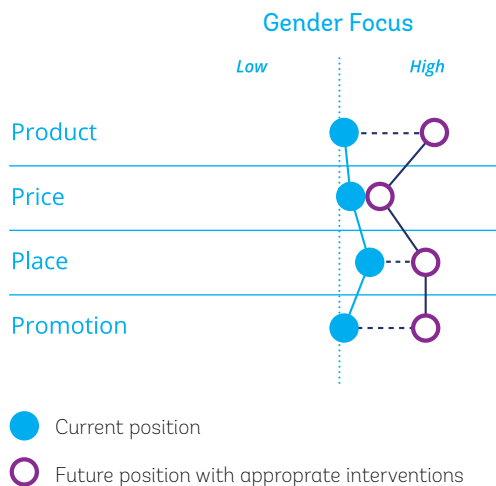 Gender Focus
Low High
Product
Price
Place
Promotion
Current position
Future position with approprate interventions